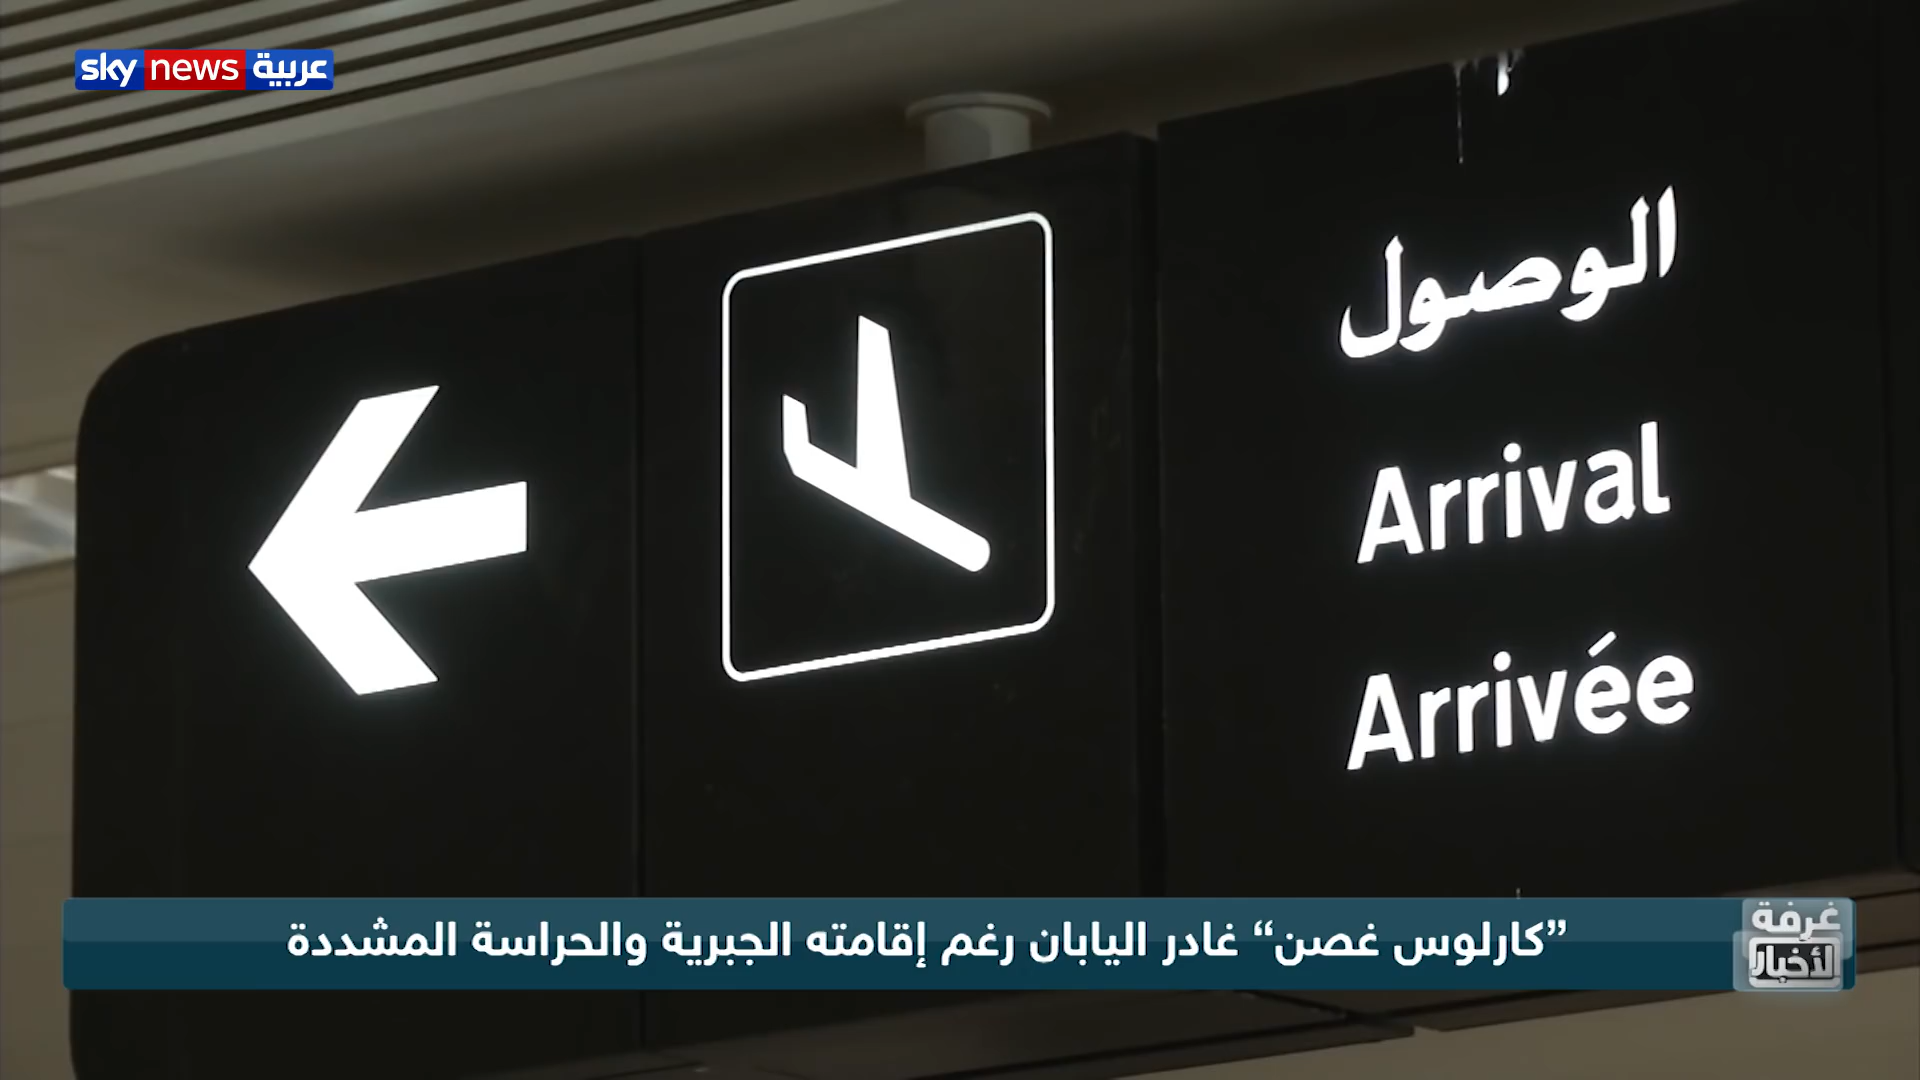 sky news عربية
الوصول
Arrival
Arrivée
”كارلوس غصن“ غادر اليابان رغم إقامته الجبرية والحراسة المشددة
غرفة
الأخبار